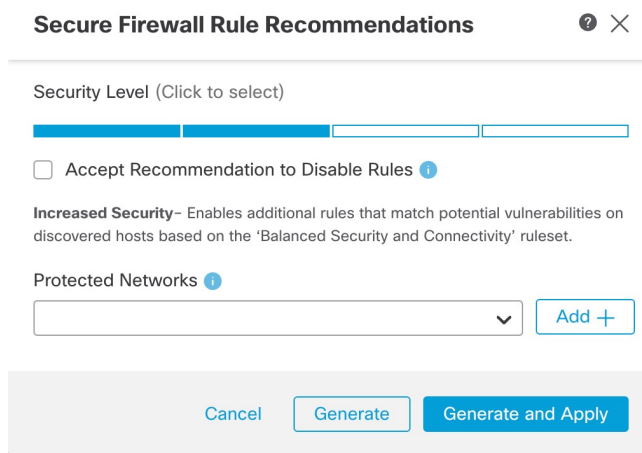 Secure Firewall Rule Recommendations
Security Level (Click to select)
Accept Recommendation to Disable Rules
Increased Security– Enables additional rules that match potential vulnerabilities on
discovered hosts based on the ‘Balanced Security and Connectivity’ ruleset.
Protected Networks
Add +
Cancel Generate Generate and Apply